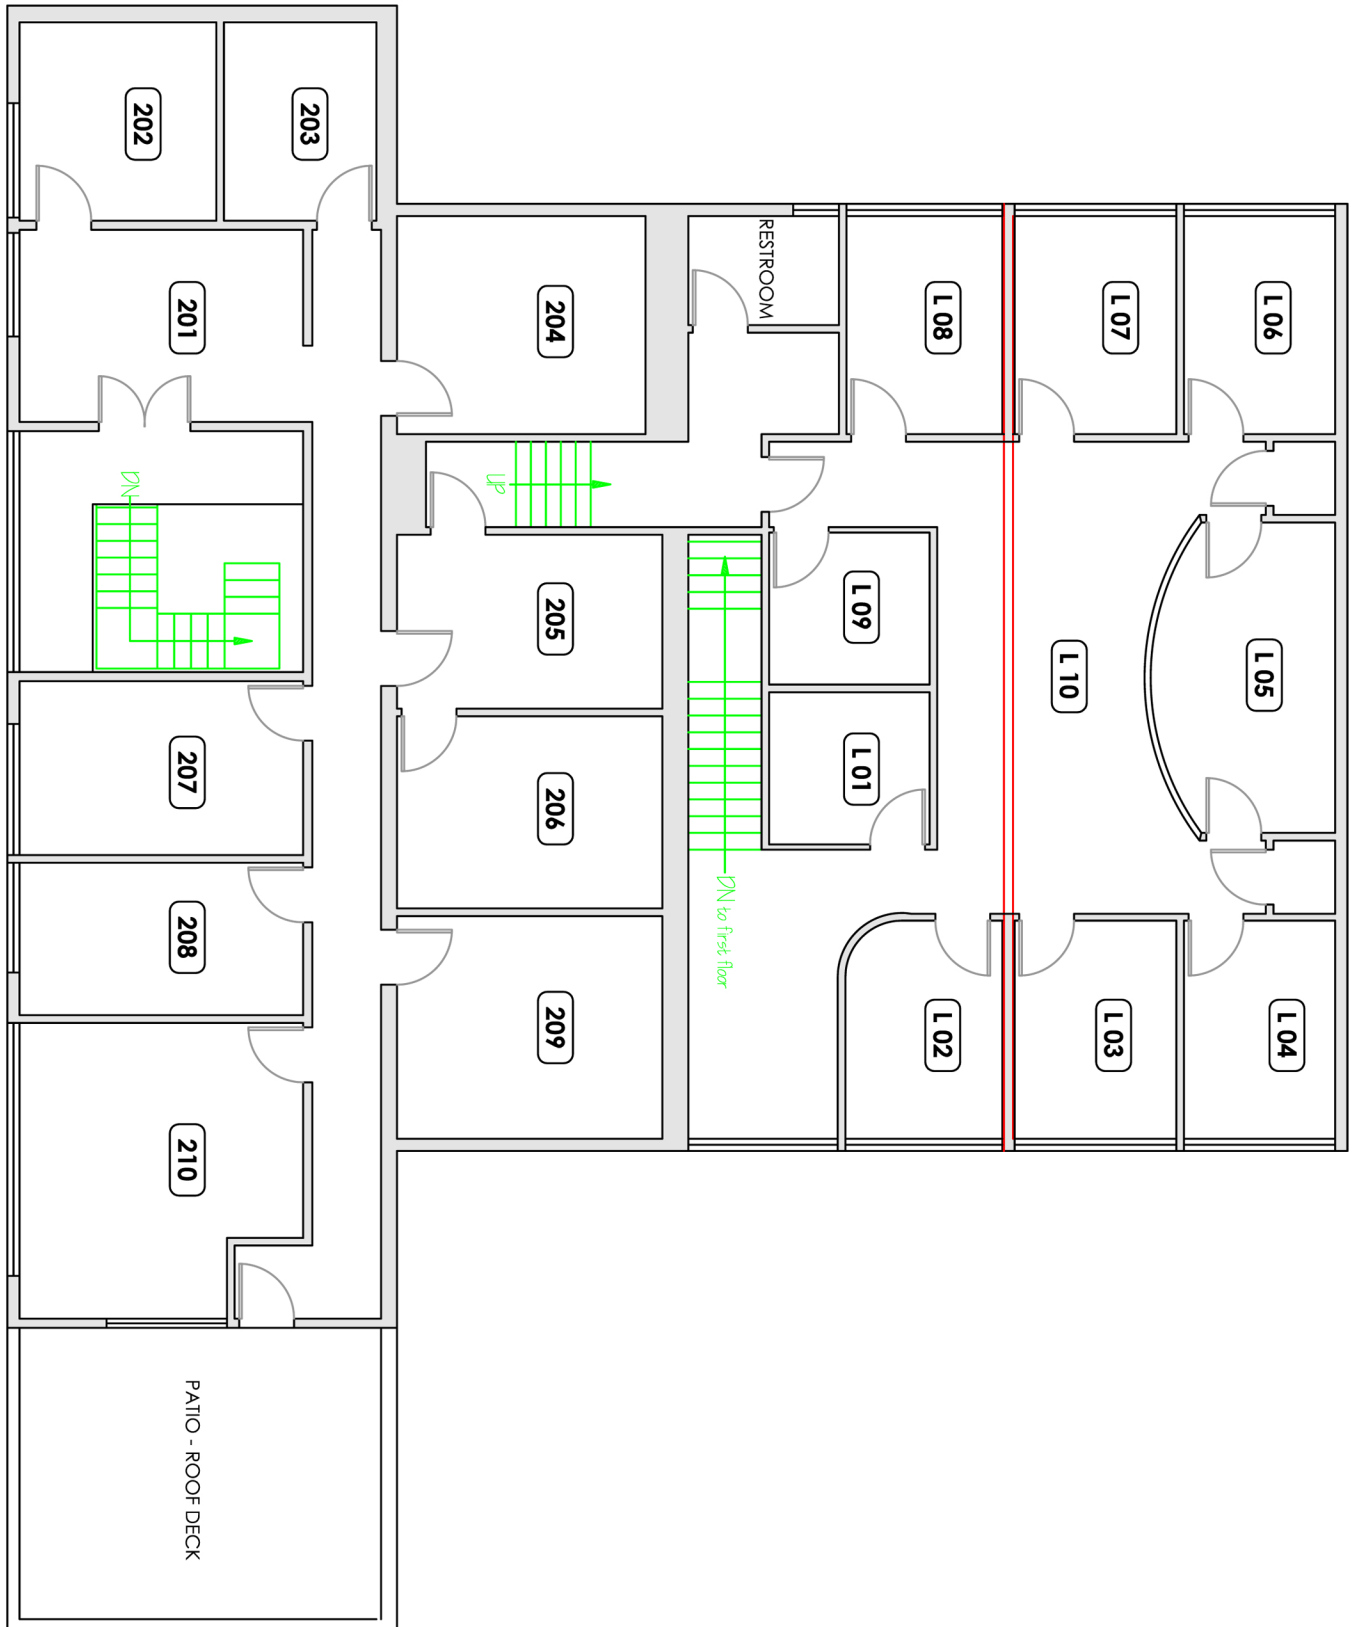 202
203
201
204
RESTROOM
L 08
L 07
L 06
DN
UP
205
L 09
L 10
L 05
207
206
L 01
208
DN to first floor
209
L 02
L 03
L 04
210
PATIO - ROOF DECK